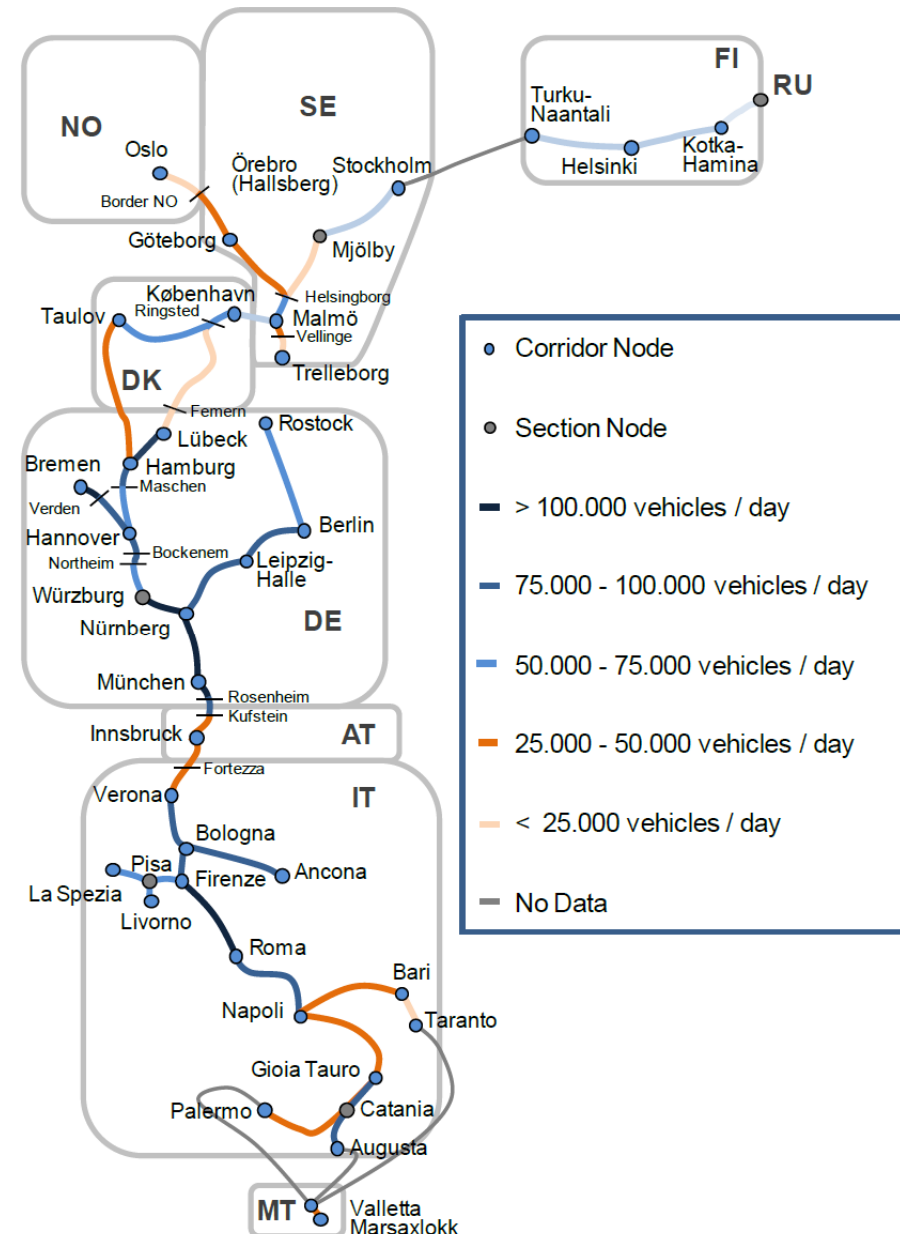 FI
RU
SE
NO
Turku-
Naantali
Oslo
Örebro
(Hallsberg)
Stockholm
Kotka-
Hamina
Helsinki
Border NO
Göteborg
Mjölby
København
Helsingborg
Ringsted
Taulov
Malmö
Vellinge
Trelleborg
DK
Femern
Rostock
Lübeck
Bremen
Hamburg
Maschen
Verden
Berlin
Hannover
Bockenem
Northeim
Leipzig-
Halle
Würzburg
DE
Nürnberg
München
Rosenheim
Kufstein
Innsbruck
AT
Fortezza
Verona
IT
Bologna
Pisa
Ancona
Firenze
La Spezia
Livorno
Roma
Bari
Napoli
Taranto
Gioia Tauro
Palermo
Catania
Augusta
MT
Valletta
Marsaxlokk
Corridor Node
Section Node
> 100.000 vehicles / day
75.000 - 100.000 vehicles / day
50.000 - 75.000 vehicles / day
25.000 - 50.000 vehicles / day
< 25.000 vehicles / day
No Data